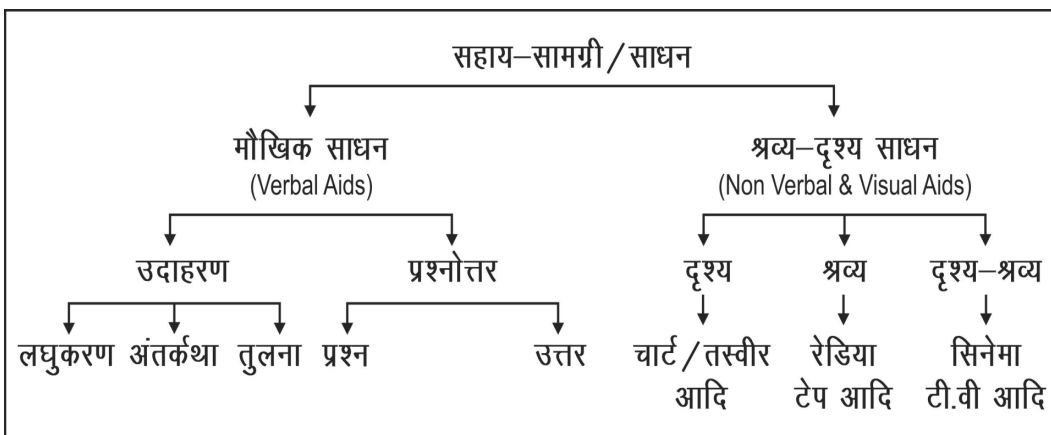 सहाय–सामग्री / साधन
मौखिक साधन
(Verbal Aids)
श्रव्य–दृश्य साधन
(Non Verbal & Visual Aids)
उदाहरण
प्रश्नोत्तर
दृश्य
श्रव्य
दृश्य–श्रव्य
लघुकरण
अंतर्कथा
तुलना
प्रश्न
उत्तर
चार्ट / तस्वीर
आदि
रेडिया
टेप आदि
सिनेमा
टी.वी आदि